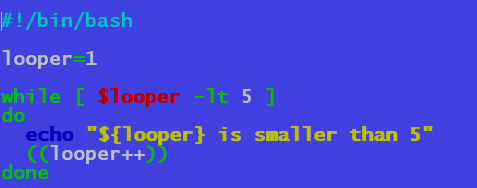 #!/bin/bash
looper=1
while [ $looper -lt 5 ]
do
echo "${looper} is smaller than 5"
((looper++))
done